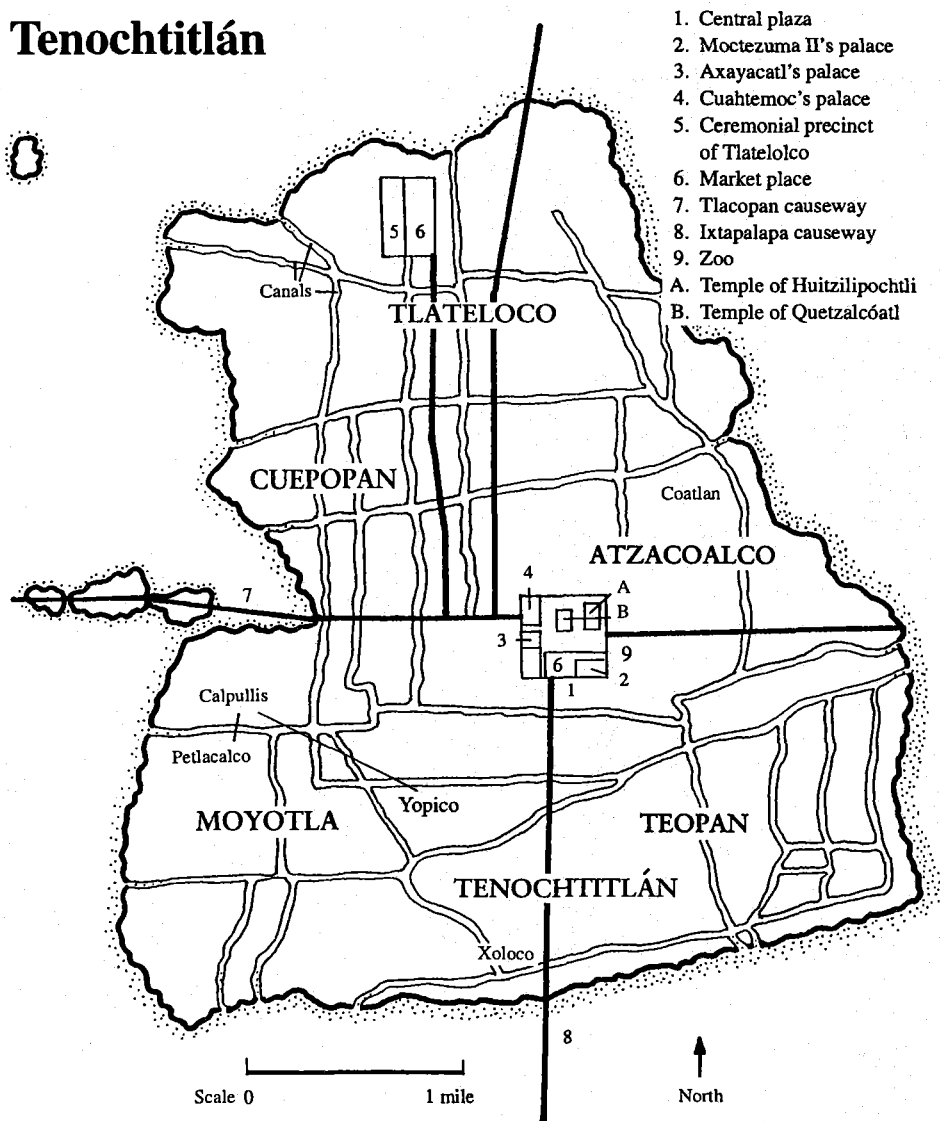 Tenochtitlán
1. Central plaza
2. Moctezuma II's palace
3. Axayacatl's palace
4. Cuahtemoc's palace
5. Ceremonial precinct
of Tlatelolco
6. Market place
7. Tlacopan causeway
8. Ixtapalapa causeway
9. Zoo
A. Temple of Huitzilipochtli
B. Temple of Quetzalcóatl
5 6
Canals
TLATELOCO
CUEPOPAN
Coatlan
ATZACOALCO
4 A
7
B
3 9
6 2
1
Calpullis
Petlacalco
Yopico
MOYOTLA
TEOPAN
TENOCHTITLÁN
Xoloco
8
Scale 0 1 mile
North